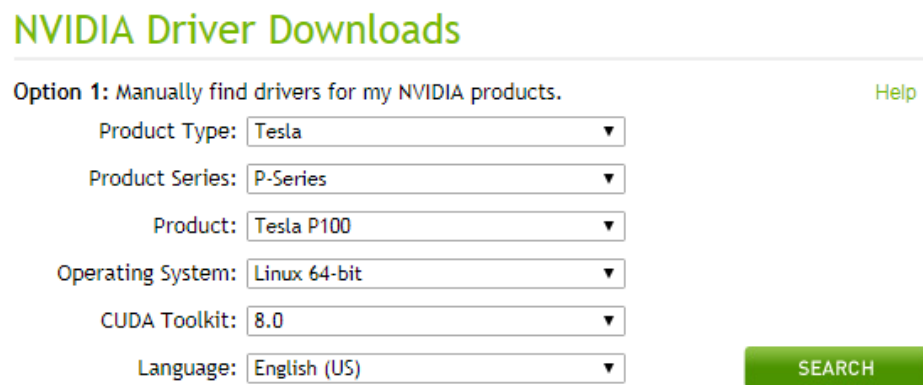 NVIDIA Driver Downloads
Option 1: Manually find drivers for my NVIDIA products. Help
Product Type: Tesla
Product Series: P-Series
Product: Tesla P100
Operating System: Linux 64-bit
CUDA Toolkit: 8.0
Language: English (US) SEARCH